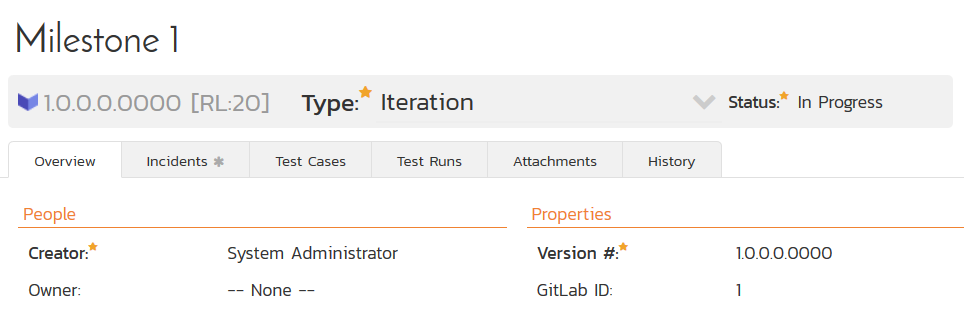 Milestone 1
1.0.0.0.0000 [RL:20] Type: Iteration Status: In Progress
Overview Incidents Test Cases Test Runs Attachments History
People Properties
Creator: System Administrator Version #: 1.0.0.0.0000
Owner: -- None -- GitLab ID: 1